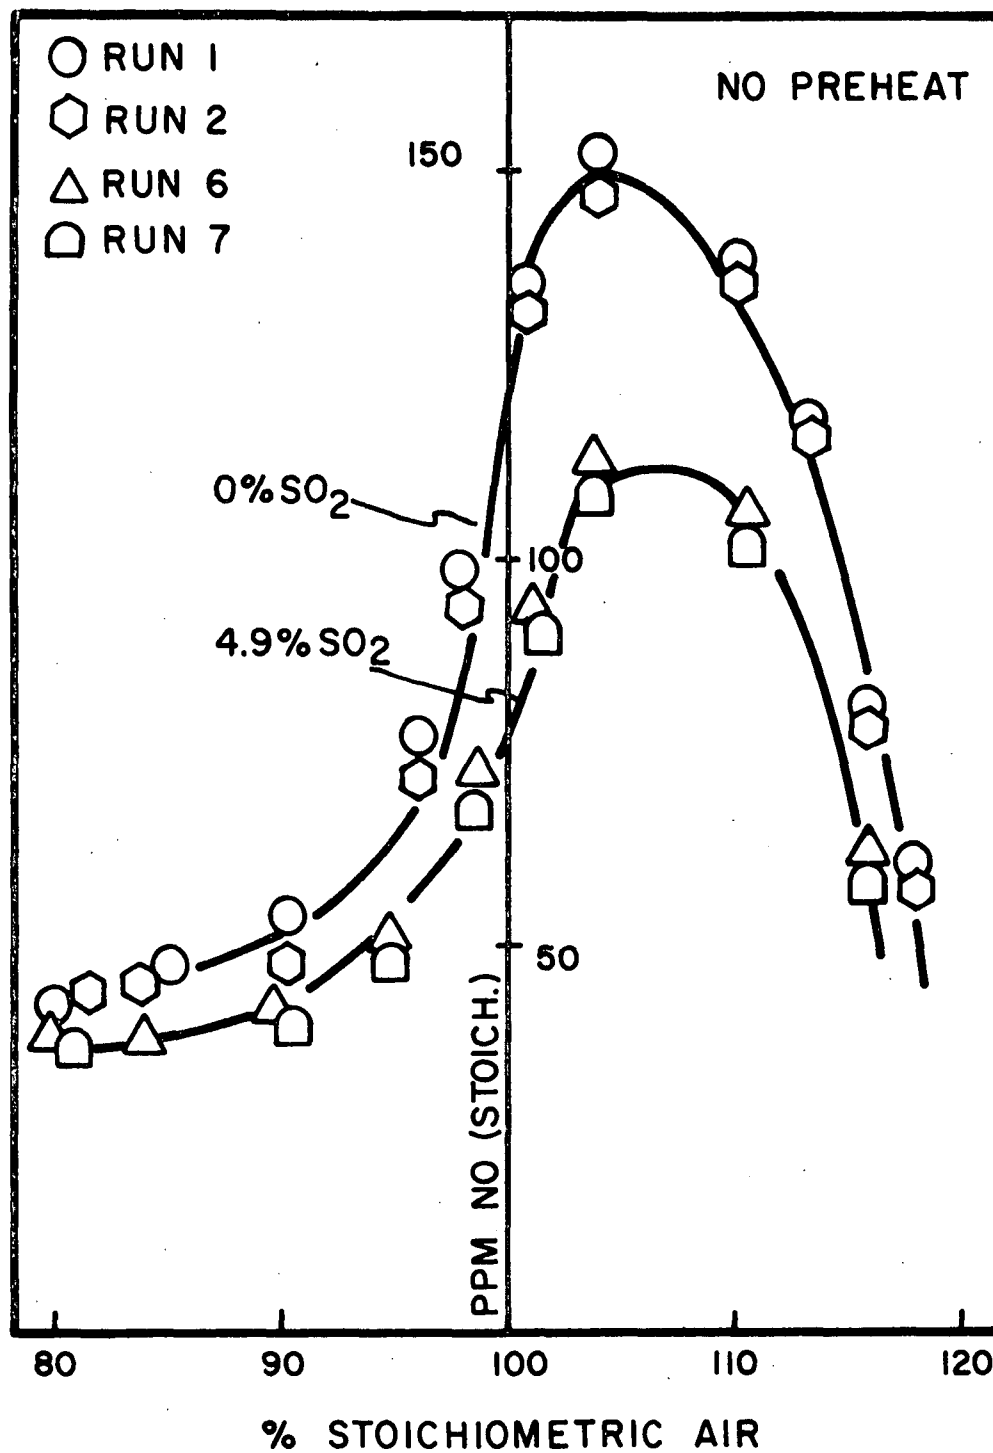 RUN 1
RUN 2
RUN 6
RUN 7
NO PREHEAT
150
0% SO2
100
4.9% SO2
50
PPM NO (STOICH.)
80 90 100 110 120
% STOICHIOMETRIC AIR